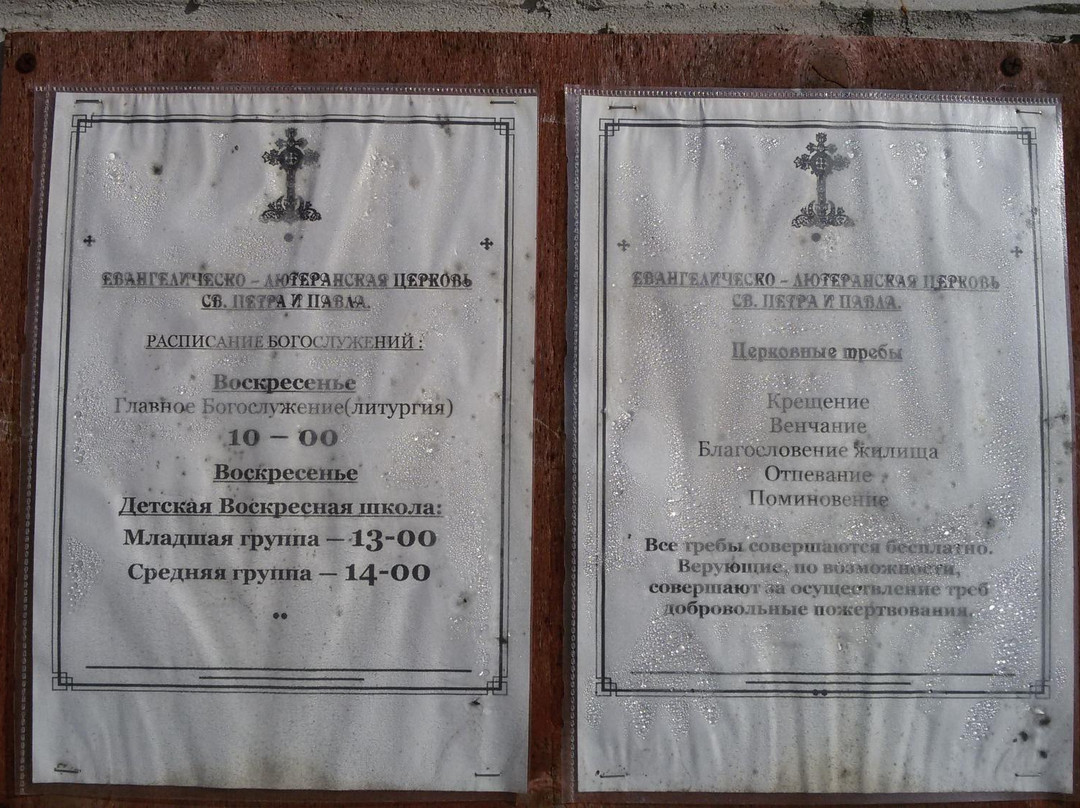 ЕВАНГЕЛИЧЕСКО – ЛЮТЕРАНСКАЯ ЦЕРКОВЬ
СВ. ПЕТРА И ПАВЛА.
РАСПИСАНИЕ БОГОСЛУЖЕНИЙ :
Воскресенье
Главное Богослужение(литургия)
10 – 00
Воскресенье
Детская Воскресная школа:
Младшая группа – 13-00
Средняя группа – 14-00
ЕВАНГЕЛИЧЕСКО – ЛЮТЕРАНСКАЯ ЦЕРКОВЬ
СВ. ПЕТРА И ПАВЛА.
Церковные требы
Крещение
Венчание
Благословение жилища
Отпевание
Поминовение
Все требы совершаются бесплатно.
Верующие, по возможности,
совершают за осуществление треб
добровольные пожертвования.